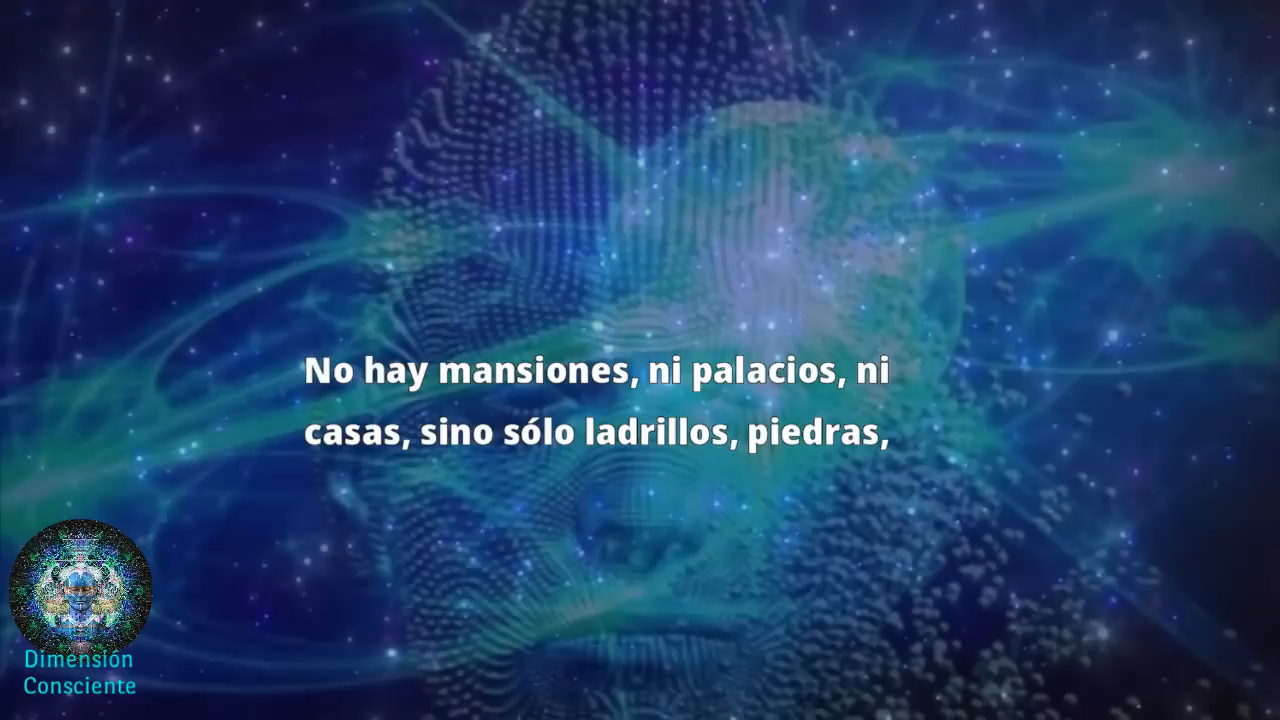 No hay mansiones, ni palacios, ni
casas, sino sólo ladrillos, piedras,
Dimensión
Consciente